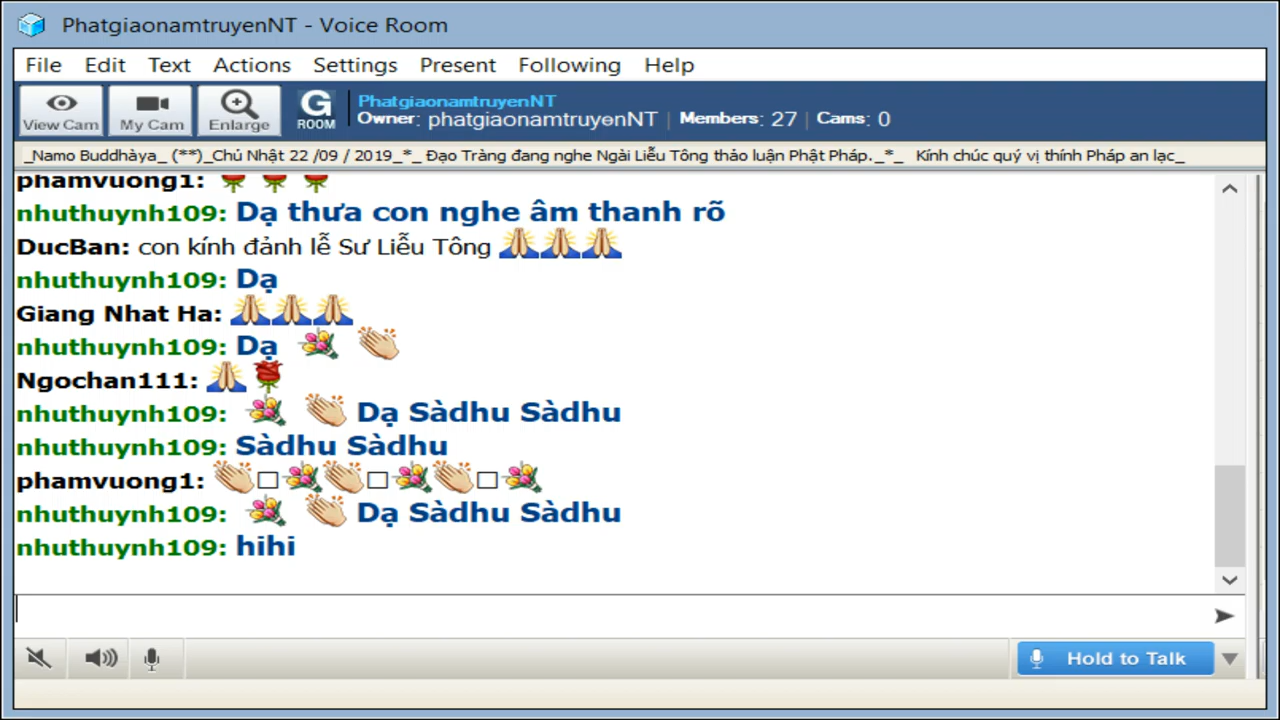 PhatgiaonamtruyenNT - Voice Room
File Edit Text Actions Settings Present Following Help
View Cam My Cam Enlarge G ROOM
PhatgiaonamtruyenNT
Owner: phatgiaonamtruyenNT | Members: 27 | Cams: 0
_Namo Buddhàya_ (**)_Chủ Nhật 22 /09 / 2019_*_ Đạo Tràng đang nghe Ngài Liễu Tông thảo luận Phật Pháp._*_ Kính chúc quý vị thính Pháp an lạc_
phamvuong1: 🌹 🌹 🌹
nhuthuynh109: Dạ thưa con nghe âm thanh rõ
DucBan: con kính đảnh lễ Sư Liễu Tông 🙏🙏🙏
nhuthuynh109: Dạ
Giang Nhat Ha: 🙏🙏🙏
nhuthuynh109: Dạ 💐 👏
Ngochan111: 🙏🌹
nhuthuynh109: 💐 👏 Dạ Sàdhu Sàdhu
nhuthuynh109: Sàdhu Sàdhu
phamvuong1: 👏□💐👏□💐👏□💐
nhuthuynh109: 💐 👏 Dạ Sàdhu Sàdhu
nhuthuynh109: hihi
Hold to Talk